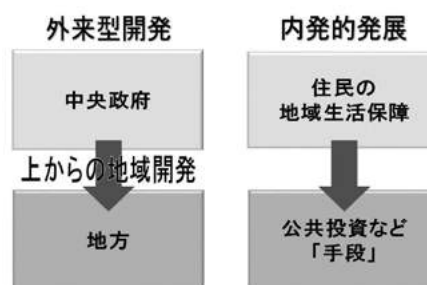 外来型開発
中央政府
上からの地域開発
地方
内発的発展
住民の
地域生活保障
公共投資など
「手段」